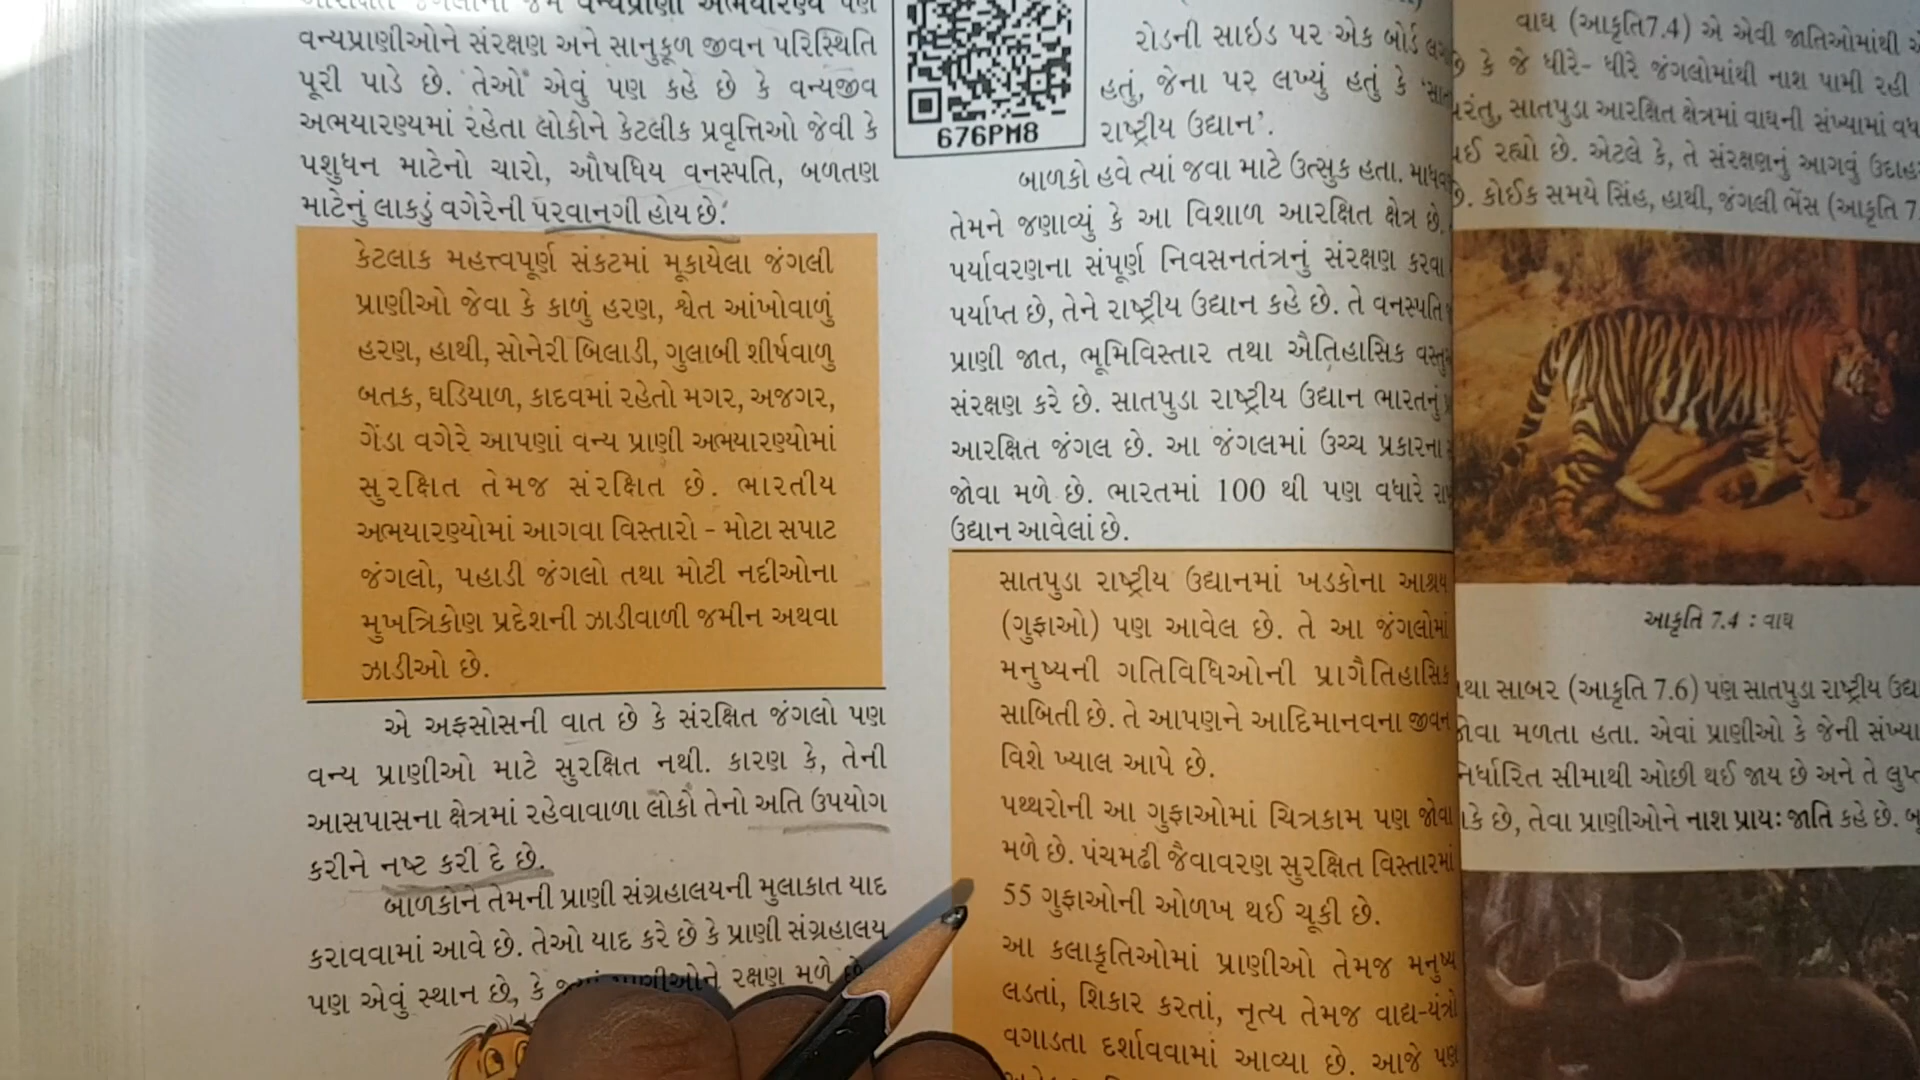 વન્યપ્રાણીઓને સંરક્ષણ અને સાનુકૂળ જીવન પરિસ્થિતિ
પૂરી પાડે છે. તેઓ એવું પણ કહે છે કે વન્યજીવ
અભયારણ્યમાં રહેતા લોકોને કેટલીક પ્રવૃત્તિઓ જેવી કે
પશુધન માટેનો ચારો, ઔષધિય વનસ્પતિ, બળતણ
માટેનું લાકડું વગેરેની પરવાનગી હોય છે.
કેટલાક મહત્ત્વપૂર્ણ સંકટમાં મૂકાયેલા જંગલી
પ્રાણીઓ જેવા કે કાળું હરણ, શ્વેત આંખોવાળું
હરણ, હાથી, સોનેરી બિલાડી, ગુલાબી શીર્ષવાળુ
બતક, ઘડિયાળ, કાદવમાં રહેતો મગર, અજગર,
ગેંડા વગેરે આપણાં વન્ય પ્રાણી અભયારણ્યોમાં
સુરક્ષિત તેમજ સંરક્ષિત છે. ભારતીય
અભયારણ્યોમાં આગવા વિસ્તારો - મોટા સપાટ
જંગલો, પહાડી જંગલો તથા મોટી નદીઓના
મુખત્રિકોણ પ્રદેશની ઝાડીવાળી જમીન અથવા
ઝાડીઓ છે.
એ અફસોસની વાત છે કે સંરક્ષિત જંગલો પણ
વન્ય પ્રાણીઓ માટે સુરક્ષિત નથી. કારણ કે, તેની
આસપાસના ક્ષેત્રમાં રહેવાવાળા લોકો તેનો અતિ ઉપયોગ
કરીને નષ્ટ કરી દે છે.
બાળકોને તેમની પ્રાણી સંગ્રહાલયની મુલાકાત યાદ
કરાવવામાં આવે છે. તેઓ યાદ કરે છે કે પ્રાણી સંગ્રહાલય
પણ એવું સ્થાન છે, કે જ્યાં પ્રાણીઓને રક્ષણ મળે છે.
676PM8
રોડની સાઇડ પર એક બોર્ડ
હતું, જેના પર લખ્યું હતું કે
રાષ્ટ્રીય ઉદ્યાન'.
બાળકો હવે ત્યાં જવા માટે ઉત્સુક હતા.
તેમને જણાવ્યું કે આ વિશાળ આરક્ષિત ક્ષેત્ર છે.
પર્યાવરણના સંપૂર્ણ નિવસનતંત્રનું સંરક્ષણ કરવા
પર્યાપ્ત છે, તેને રાષ્ટ્રીય ઉદ્યાન કહે છે. તે વનસ્પતિ
પ્રાણી જાત, ભૂમિવિસ્તાર તથા ઐતિહાસિક
સંરક્ષણ કરે છે. સાતપુડા રાષ્ટ્રીય ઉદ્યાન ભારતનું
આરક્ષિત જંગલ છે. આ જંગલમાં ઉચ્ચ પ્રકારના
જોવા મળે છે. ભારતમાં 100 થી પણ વધારે
ઉદ્યાન આવેલાં છે.
સાતપુડા રાષ્ટ્રીય ઉદ્યાનમાં ખડકોના આશ્રય
(ગુફાઓ) પણ આવેલ છે. તે આ જંગલોમાં
મનુષ્યની ગતિવિધિઓની પ્રાગૈતિહાસિક
સાબિતી છે. તે આપણને આદિમાનવના જીવન
વિશે ખ્યાલ આપે છે.
પથ્થરોની આ ગુફાઓમાં ચિત્રકામ પણ જોવા
મળે છે. પંચમઢી જૈવાવરણ સુરક્ષિત વિસ્તારમાં
55 ગુફાઓની ઓળખ થઈ ચૂકી છે.
આ કલાકૃતિઓમાં પ્રાણીઓ તેમજ મનુષ્ય
લડતાં, શિકાર કરતાં, નૃત્ય તેમજ વાદ્ય-યંત્રો
વગાડતા દર્શાવવામાં આવ્યા છે. આજે પણ
વાઘ (આકૃતિ7.4) એ એવી જાતિઓમાંથી
છે કે જે ધીરે- ધીરે જંગલોમાંથી નાશ પામી રહી
પરંતુ, સાતપુડા આરક્ષિત ક્ષેત્રમાં વાઘની સંખ્યામાં
થઈ રહ્યો છે. એટલે કે, તે સંરક્ષણનું આગવું
છે. કોઈક સમયે સિંહ, હાથી, જંગલી ભેંસ (આકૃતિ
આકૃતિ 7.4 : વાઘ
તથા સાબર (આકૃતિ 7.6) પણ સાતપુડા રાષ્ટ્રીય
જોવા મળતા હતા. એવાં પ્રાણીઓ કે જેની સંખ્યા
નિર્ધારિત સીમાથી ઓછી થઈ જાય છે અને તે લુપ્ત
શકે છે, તેવા પ્રાણીઓને નાશ પ્રાયઃ જાતિ કહે છે.